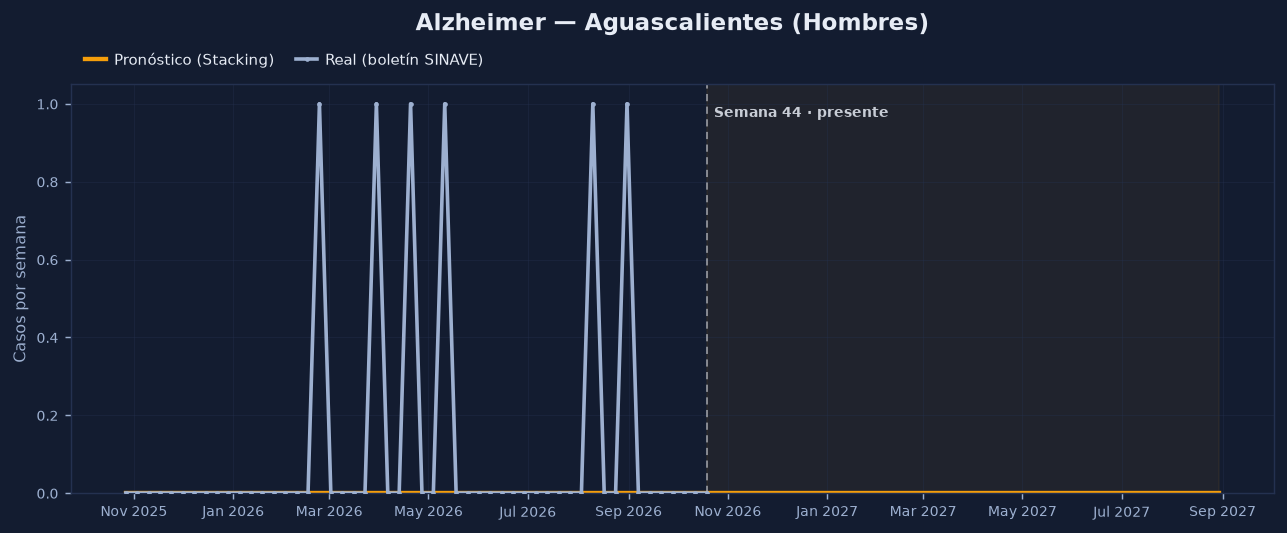 Alzheimer — Aguascalientes (Hombres)
Pronóstico (Stacking)
Real (boletín SINAVE)
Semana 44 · presente
Casos por semana
1.0
0.8
0.6
0.4
0.2
0.0
Nov 2025
Jan 2026
Mar 2026
May 2026
Jul 2026
Sep 2026
Nov 2026
Jan 2027
Mar 2027
May 2027
Jul 2027
Sep 2027